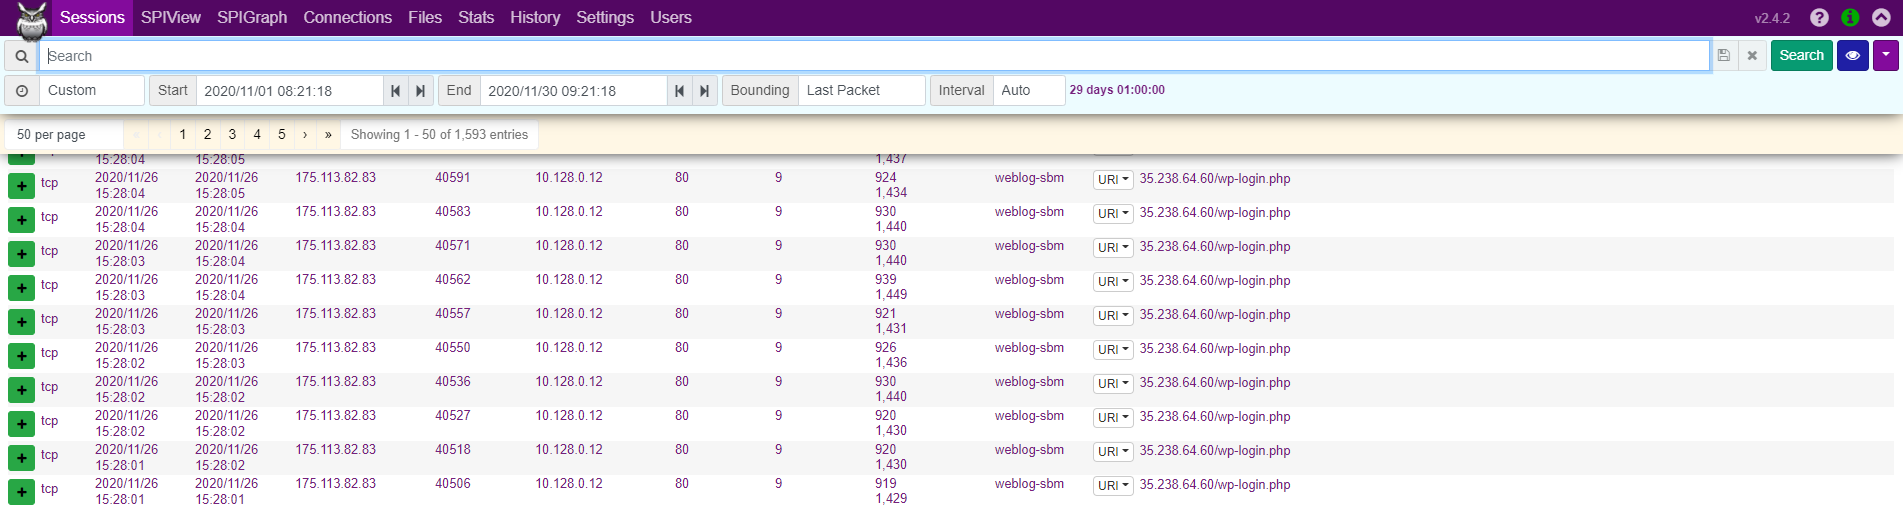 Sessions SPIView SPIGraph Connections Files Stats History Settings Users v2.4.2
Search Search
Custom Start 2020/11/01 08:21:18 End 2020/11/30 09:21:18 Bounding Last Packet Interval Auto 29 days 01:00:00
50 per page « ‹ 1 2 3 4 5 › » Showing 1 - 50 of 1,593 entries
15:28:04 15:28:05 1,437
tcp 2020/11/26 2020/11/26 175.113.82.83 40591 10.128.0.12 80 9 924 weblog-sbm URI 35.238.64.60/wp-login.php
15:28:04 15:28:05 1,434
tcp 2020/11/26 2020/11/26 175.113.82.83 40583 10.128.0.12 80 9 930 weblog-sbm URI 35.238.64.60/wp-login.php
15:28:04 15:28:04 1,440
tcp 2020/11/26 2020/11/26 175.113.82.83 40571 10.128.0.12 80 9 930 weblog-sbm URI 35.238.64.60/wp-login.php
15:28:03 15:28:04 1,440
tcp 2020/11/26 2020/11/26 175.113.82.83 40562 10.128.0.12 80 9 939 weblog-sbm URI 35.238.64.60/wp-login.php
15:28:03 15:28:04 1,449
tcp 2020/11/26 2020/11/26 175.113.82.83 40557 10.128.0.12 80 9 921 weblog-sbm URI 35.238.64.60/wp-login.php
15:28:03 15:28:03 1,431
tcp 2020/11/26 2020/11/26 175.113.82.83 40550 10.128.0.12 80 9 926 weblog-sbm URI 35.238.64.60/wp-login.php
15:28:02 15:28:03 1,436
tcp 2020/11/26 2020/11/26 175.113.82.83 40536 10.128.0.12 80 9 930 weblog-sbm URI 35.238.64.60/wp-login.php
15:28:02 15:28:02 1,440
tcp 2020/11/26 2020/11/26 175.113.82.83 40527 10.128.0.12 80 9 920 weblog-sbm URI 35.238.64.60/wp-login.php
15:28:02 15:28:02 1,430
tcp 2020/11/26 2020/11/26 175.113.82.83 40518 10.128.0.12 80 9 920 weblog-sbm URI 35.238.64.60/wp-login.php
15:28:01 15:28:02 1,430
tcp 2020/11/26 2020/11/26 175.113.82.83 40506 10.128.0.12 80 9 919 weblog-sbm URI 35.238.64.60/wp-login.php
15:28:01 15:28:01 1,429